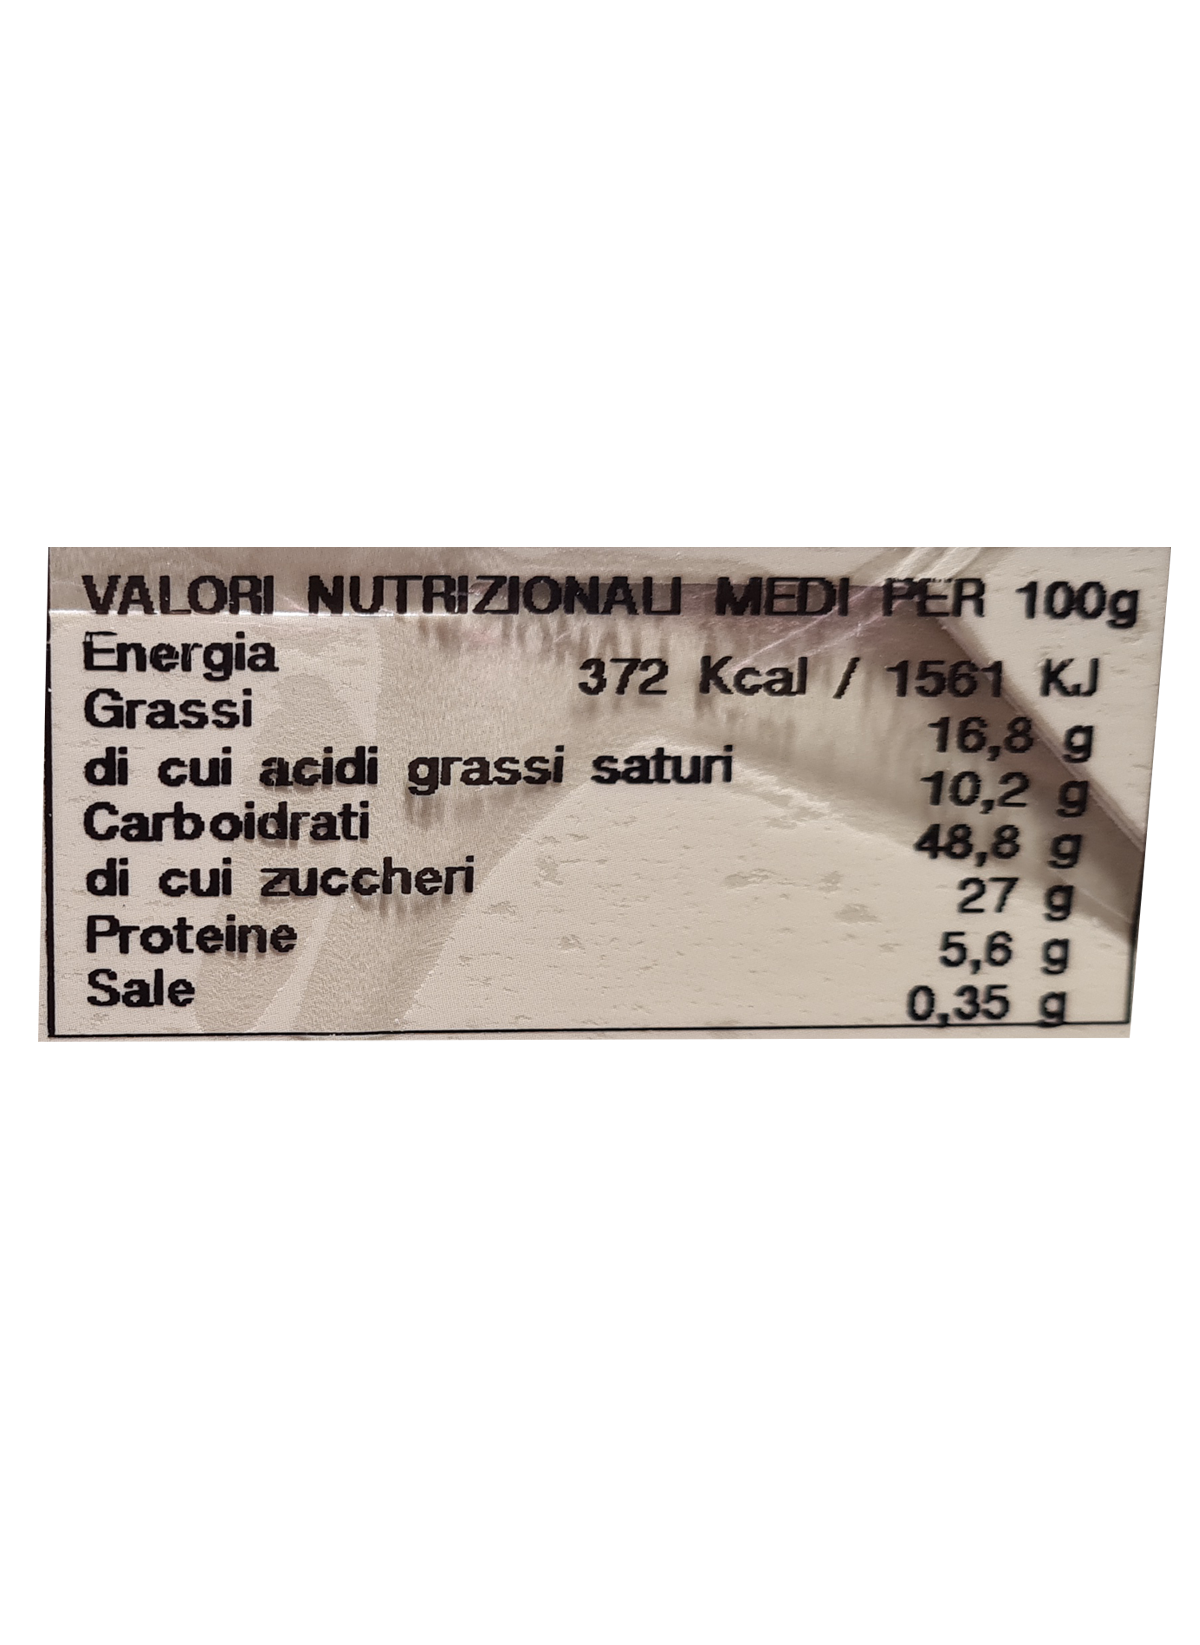 VALORI NUTRIZIONALI MEDI PER 100g
Energia 372 Kcal / 1561 KJ
Grassi 16,8 g
di cui acidi grassi saturi 10,2 g
Carboidrati 48,8 g
di cui zuccheri 27 g
Proteine 5,6 g
Sale 0,35 g